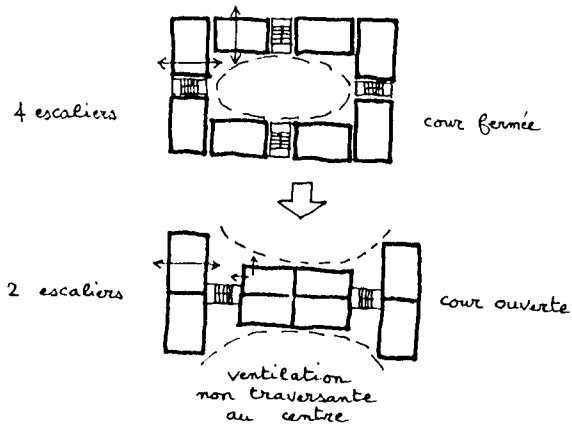 4 escaliers
cour fermée
2 escaliers
cour ouverte
ventilation
non traversante
au centre